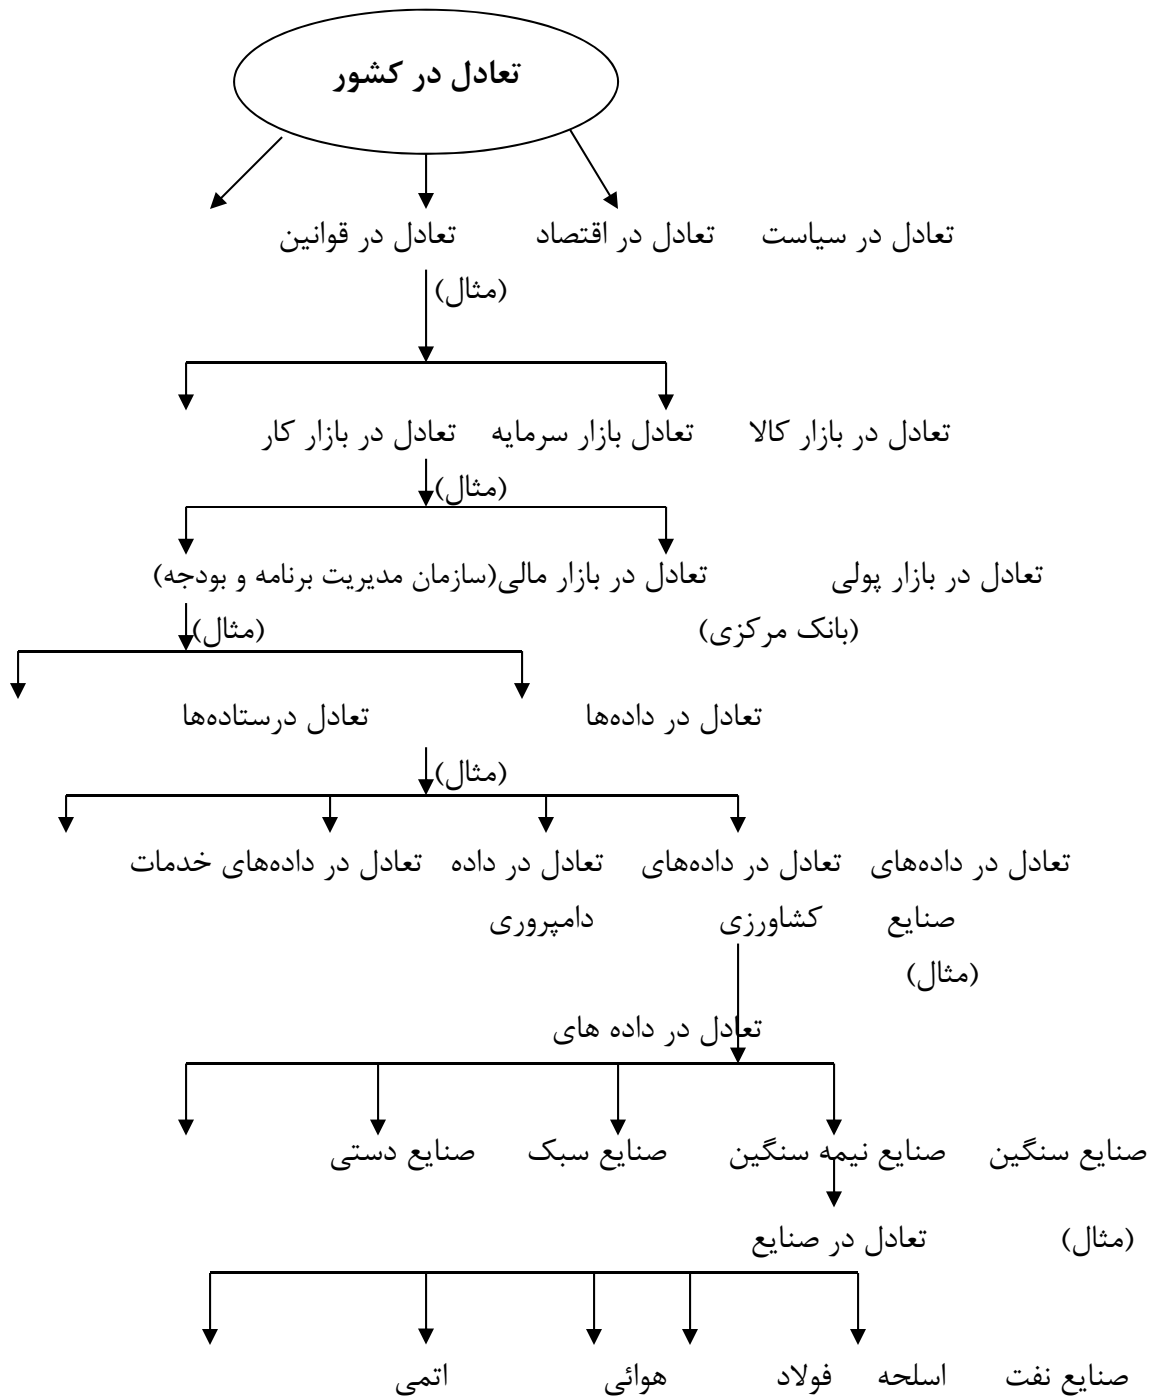 تعادل در کشور
تعادل در سیاست تعادل در اقتصاد تعادل در قوانین
(مثال)
تعادل در بازار کالا تعادل بازار سرمایه تعادل در بازار کار
(مثال)
تعادل در بازار پولی تعادل در بازار مالی(سازمان مدیریت برنامه و بودجه)
(بانک مرکزی) (مثال)
تعادل در داده‌ها تعادل درستاده‌ها
(مثال)
تعادل در داده‌های تعادل در داده‌های تعادل در داده تعادل در داده‌های خدمات
صنایع کشاورزی دامپروری
(مثال)
تعادل در داده های
صنایع سنگین صنایع نیمه سنگین صنایع سبک صنایع دستی
(مثال) تعادل در صنایع
صنایع نفت اسلحه فولاد هوائی اتمی